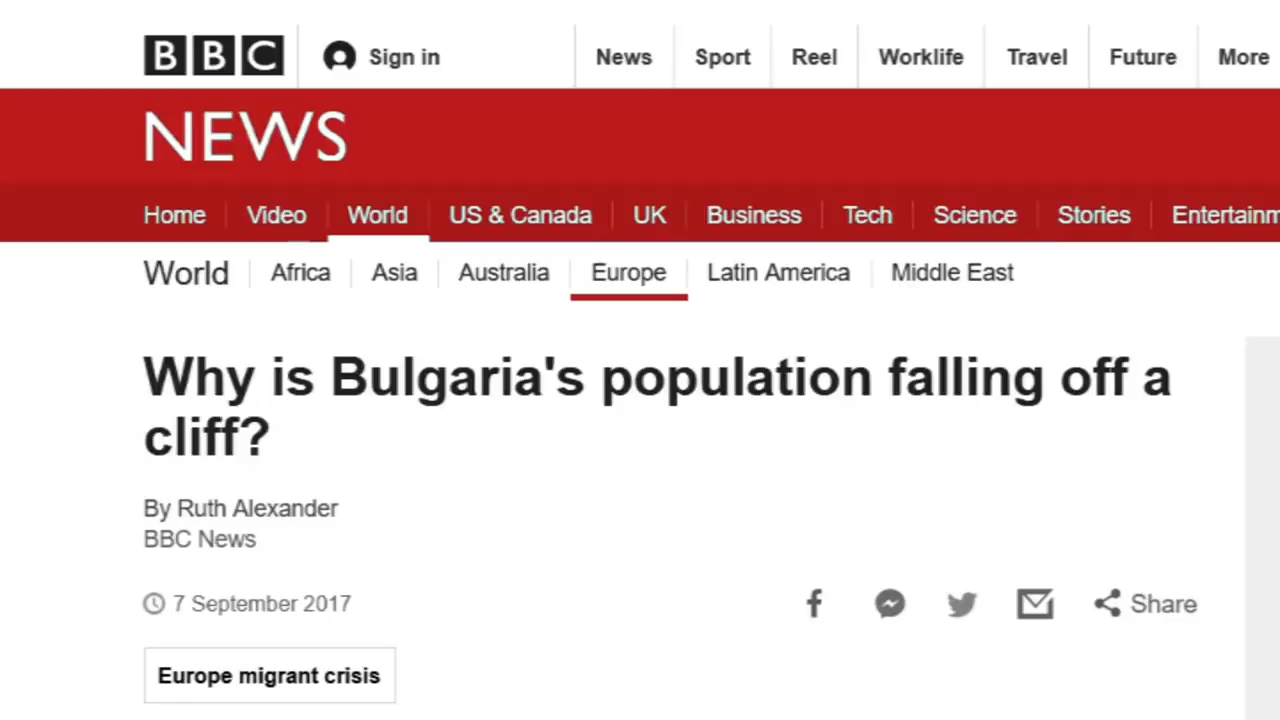 BBC Sign in News Sport Reel Worklife Travel Future More
NEWS
Home Video World US & Canada UK Business Tech Science Stories Entertainm
World Africa Asia Australia Europe Latin America Middle East
Why is Bulgaria's population falling off a
cliff?
By Ruth Alexander
BBC News
7 September 2017 Share
Europe migrant crisis